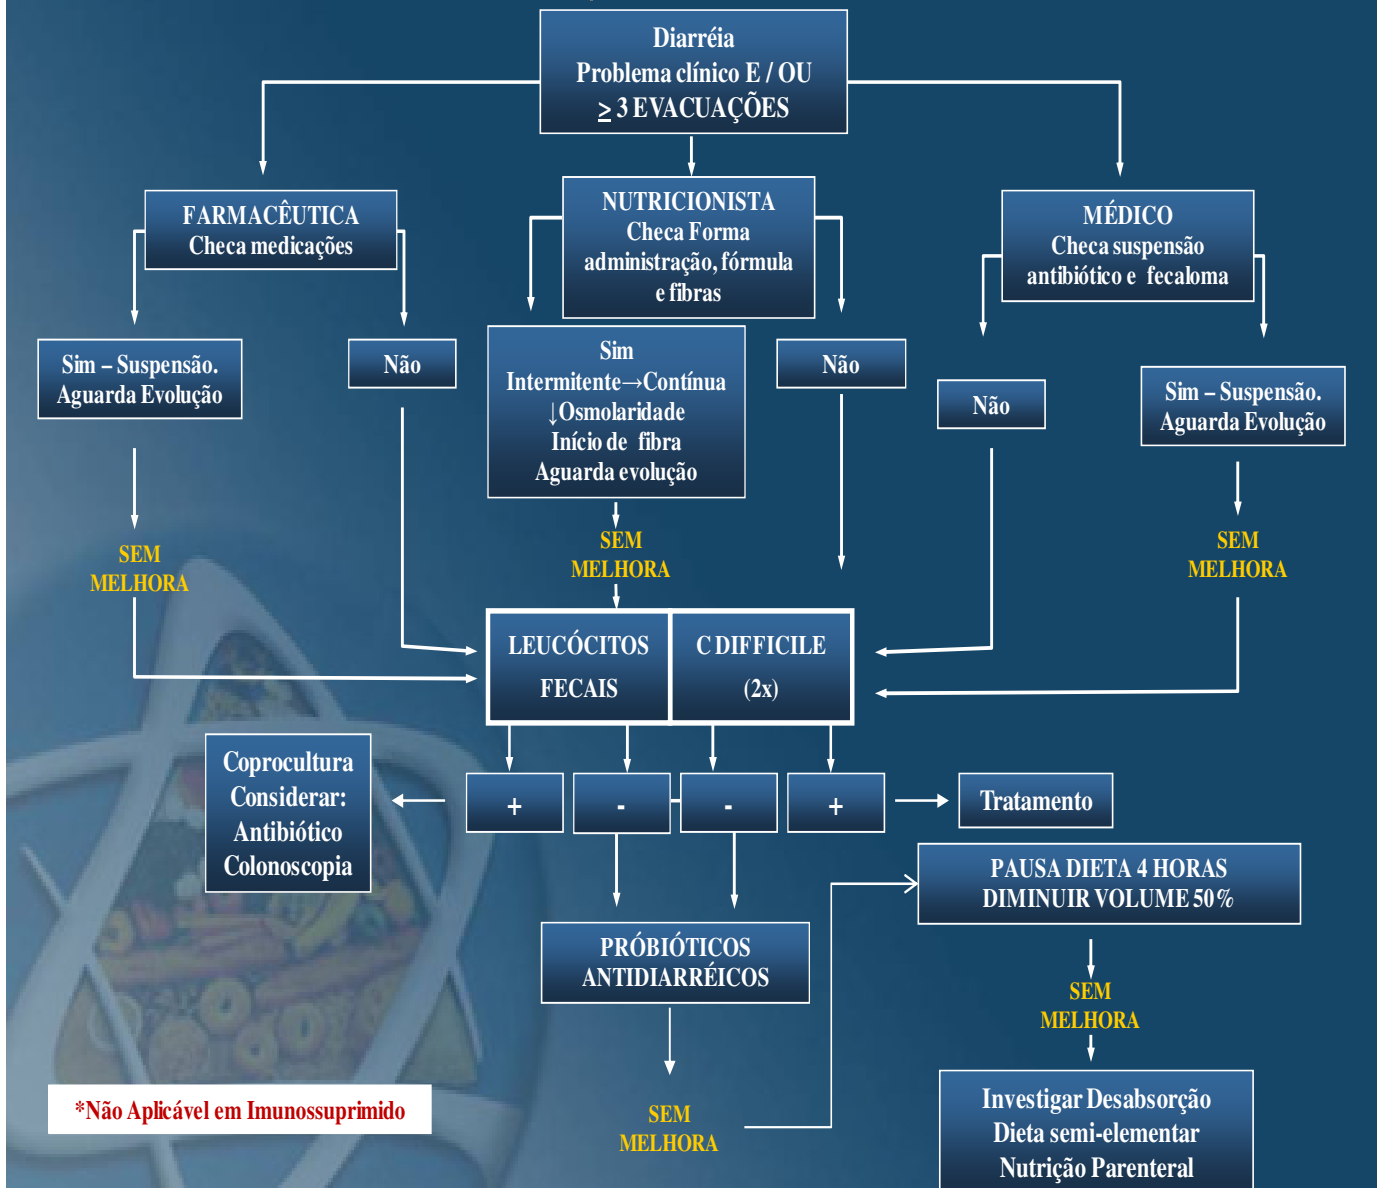 Diarréia
Problema clínico E / OU
≥ 3 EVACUAÇÕES
FARMACÊUTICA
Checa medicações
NUTRICIONISTA
Checa Forma
administração, fórmula
e fibras
MÉDICO
Checa suspensão
antibiótico e fecaloma
Sim – Suspensão.
Aguarda Evolução
Não
Sim
Intermitente→Contínua
↓Osmolaridade
Início de fibra
Aguarda evolução
Não
Não
Sim – Suspensão.
Aguarda Evolução
SEM
MELHORA
SEM
MELHORA
SEM
MELHORA
LEUCÓCITOS
FECAIS
C DIFFICILE
(2x)
Coprocultura
Considerar:
Antibiótico
Colonoscopia
+
-
-
+
Tratamento
PRÓBIÓTICOS
ANTIDIARRÉICOS
PAUSA DIETA 4 HORAS
DIMINUIR VOLUME 50%
SEM
MELHORA
SEM
MELHORA
Investigar Desabsorção
Dieta semi-elementar
Nutrição Parenteral
*Não Aplicável em Imunossuprimido